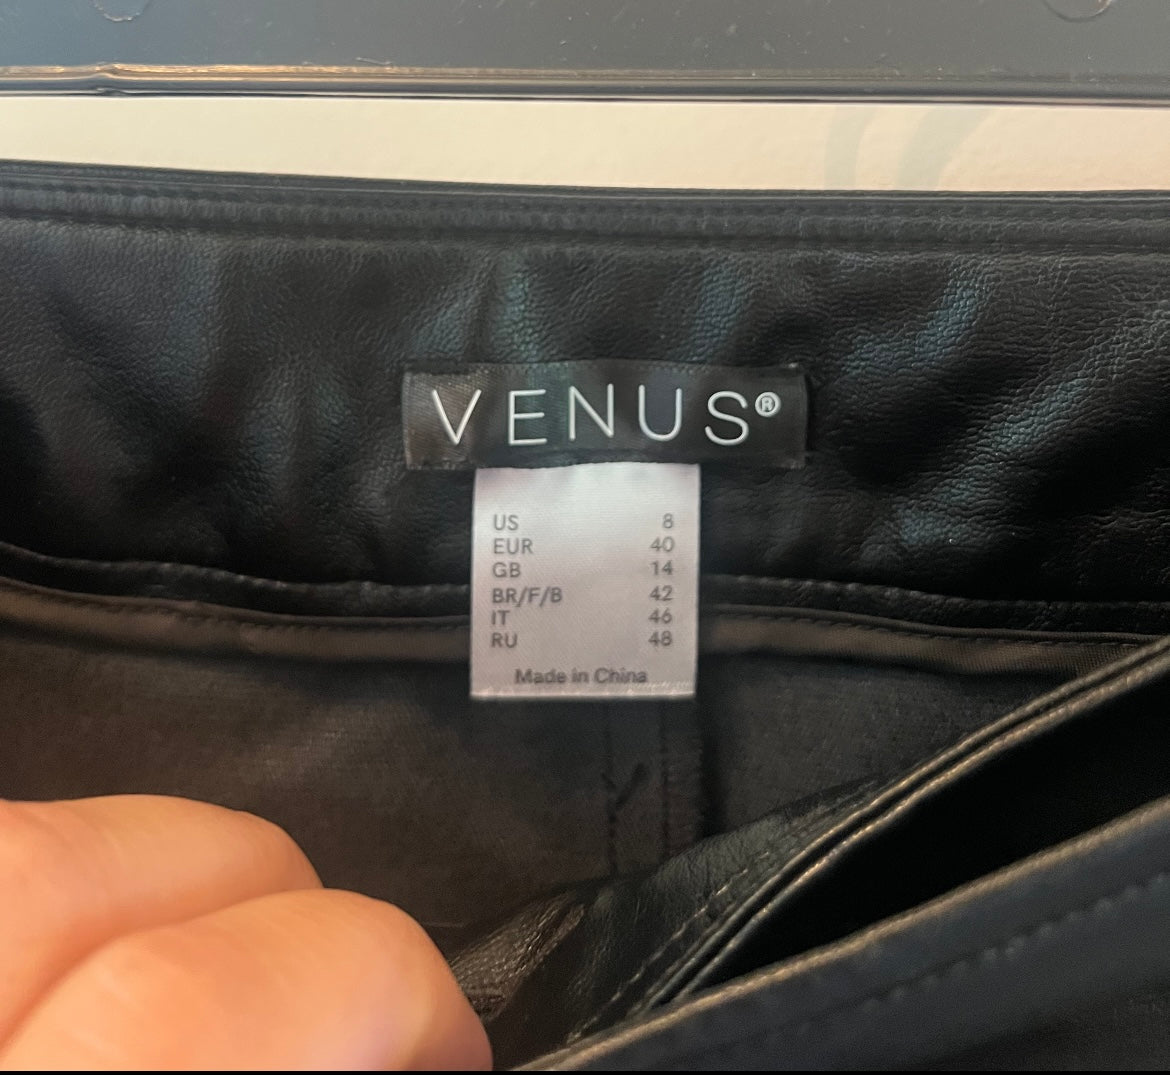 VENUS®
US 8
EUR 40
GB 14
BR/F/B 42
IT 46
RU 48
Made in China